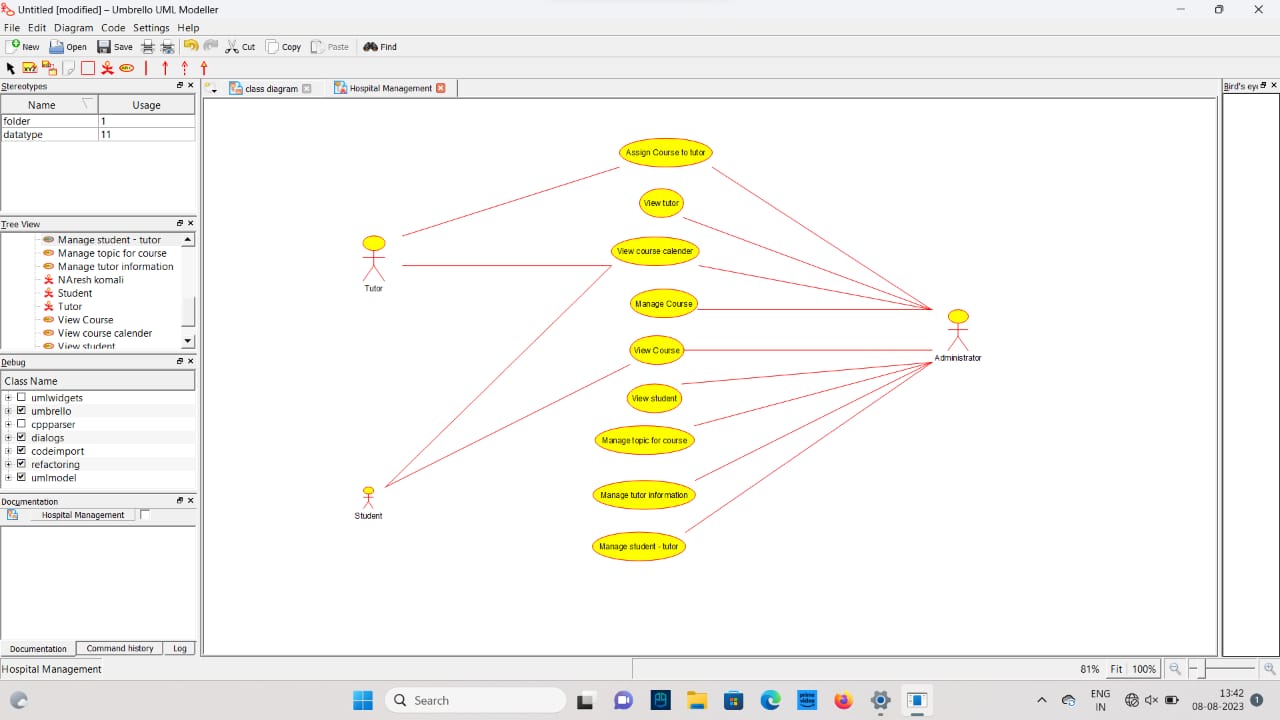 Untitled [modified] – Umbrello UML Modeller
File Edit Diagram Code Settings Help
New Open Save Cut Copy Paste Find
Stereotypes
Name Usage
folder 1
datatype 11
Tree View
Manage student - tutor
Manage topic for course
Manage tutor information
NAresh komali
Student
Tutor
View Course
View course calender
View student
Debug
Class Name
umlwidgets
umbrello
cppparser
dialogs
codeimport
refactoring
umlmodel
Documentation
Hospital Management
Documentation Command history Log
class diagram Hospital Management
Bird's eye
Assign Course to tutor
View tutor
View course calender
Manage Course
View Course
View student
Manage topic for course
Manage tutor information
Manage student - tutor
Tutor
Student
Administrator
Hospital Management
81% Fit 100%
Search
prime video
ENG
IN
13:42
08-08-2023
1